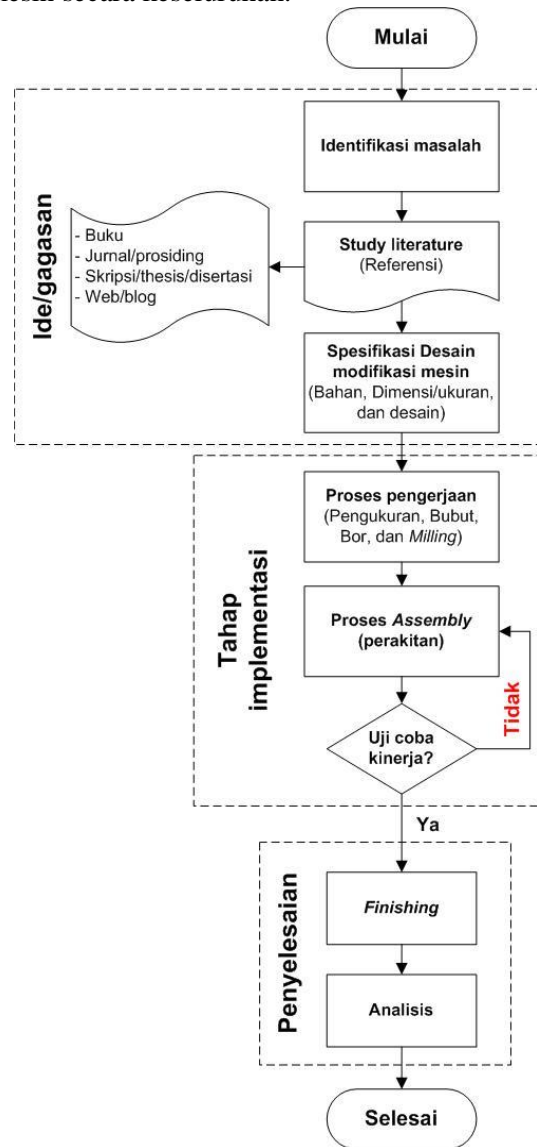 secara keseluruhan.
Mulai
Ide/gagasan
Identifikasi masalah
Study literature
(Referensi)
- Buku
- Jurnal/prosiding
- Skripsi/thesis/disertasi
- Web/blog
Spesifikasi Desain
modifikasi mesin
(Bahan, Dimensi/ukuran,
dan desain)
Tahap
implementasi
Proses pengerjaan
(Pengukuran, Bubut,
Bor, dan Milling)
Proses Assembly
(perakitan)
Uji coba
kinerja?
Tidak
Ya
Penyelesaian
Finishing
Analisis
Selesai